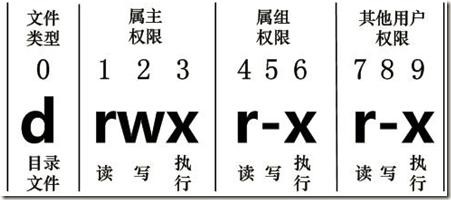 文件 属主 属组 其他用户
类型 权限 权限 权限
0 1 2 3 4 5 6 7 8 9
d rwx r-x r-x
目录 读 写 执 读 写 执 读 写 执
文件 行 行 行